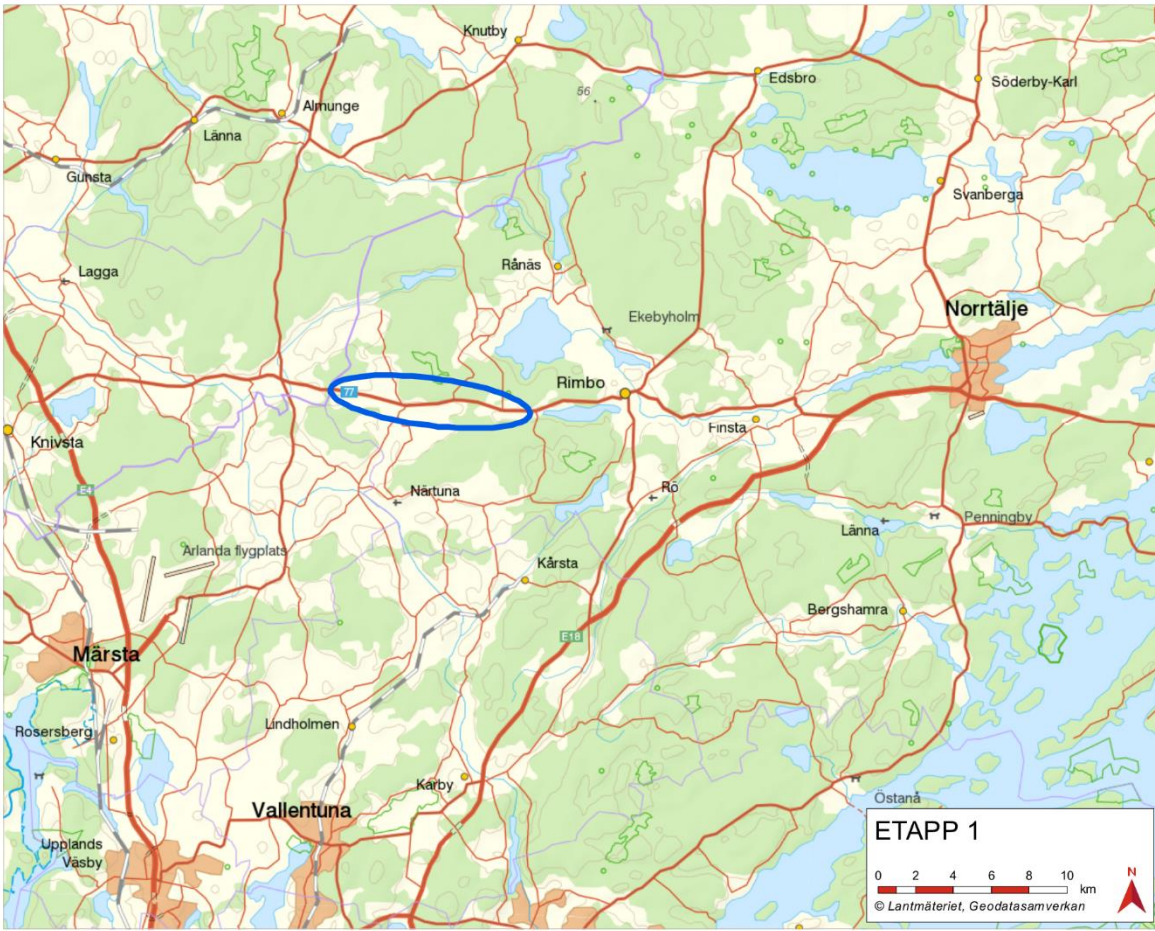 Knutby
Edsbro
Söderby-Karl
56
Almunge
Länna
Gunsta
Svanberga
Lagga
Rånäs
Norrtälje
Ekebyholm
77
Rimbo
Finsta
Knivsta
E4
Närtuna
Rö
Penningby
Länna
Arlanda flygplats
Kårsta
Bergshamra
E18
Märsta
Lindholmen
Rosersberg
Karby
Östanå
Vallentuna
Upplands
Väsby
ETAPP 1
N
0 2 4 6 8 10
km
© Lantmäteriet, Geodatasamverkan